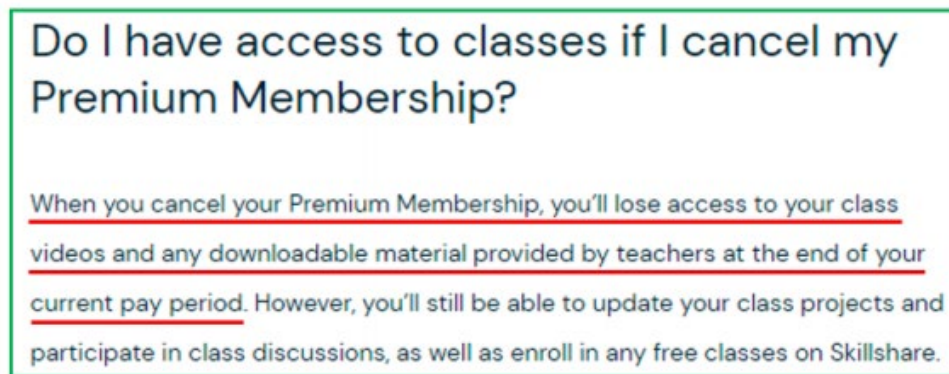 Do I have access to classes if I cancel my
Premium Membership?
When you cancel your Premium Membership, you’ll lose access to your class
videos and any downloadable material provided by teachers at the end of your
current pay period. However, you’ll still be able to update your class projects and
participate in class discussions, as well as enroll in any free classes on Skillshare.